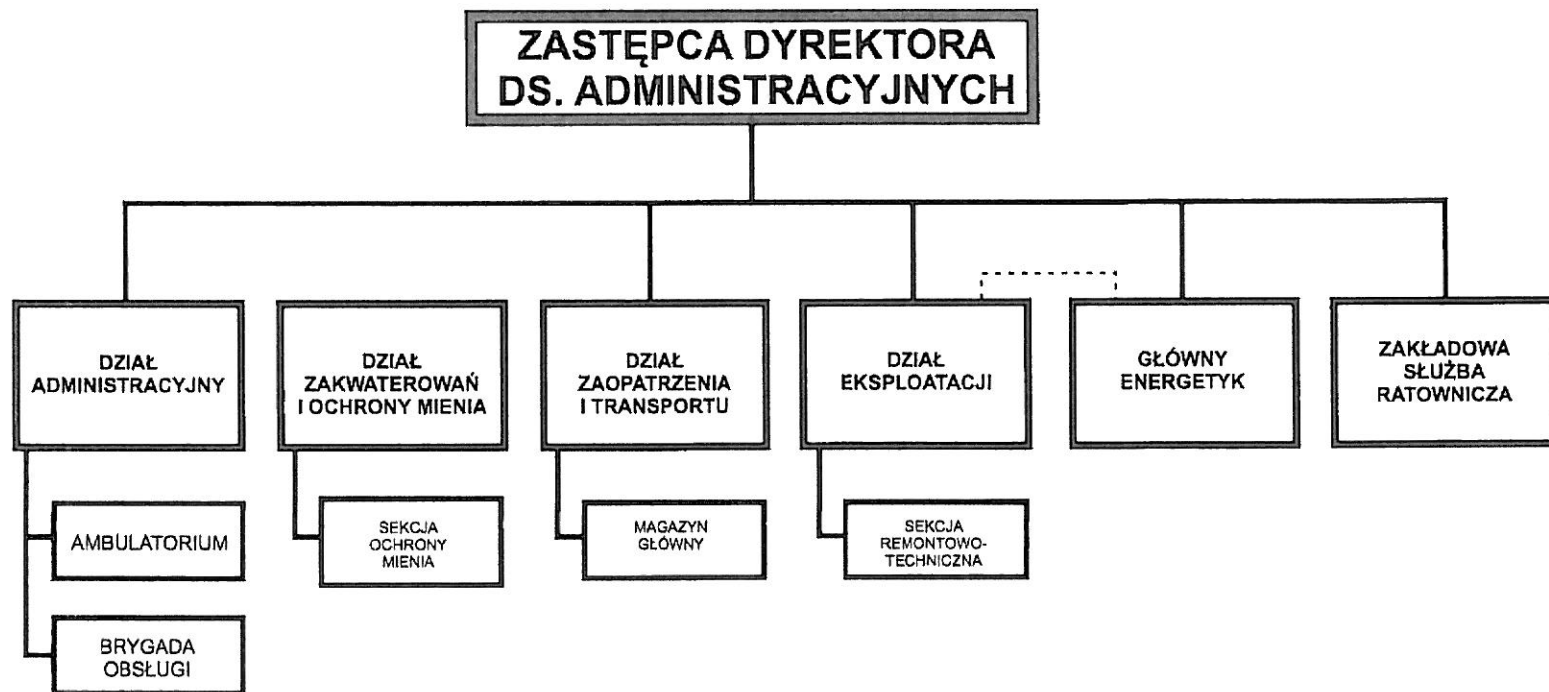 ZASTĘPCA DYREKTORA
DS. ADMINISTRACYJNYCH
DZIAŁ
ADMINISTRACYJNY
DZIAŁ
ZAKWATEROWAŃ
I OCHRONY MIENIA
DZIAŁ
ZAOPATRZENIA
I TRANSPORTU
DZIAŁ
EKSPLOATACJI
GŁÓWNY
ENERGETYK
ZAKŁADOWA
SŁUŻBA
RATOWNICZA
AMBULATORIUM
SEKCJA
OCHRONY
MIENIA
MAGAZYN
GŁÓWNY
SEKCJA
REMONTOWO-
TECHNICZNA
BRYGADA
OBSŁUGI